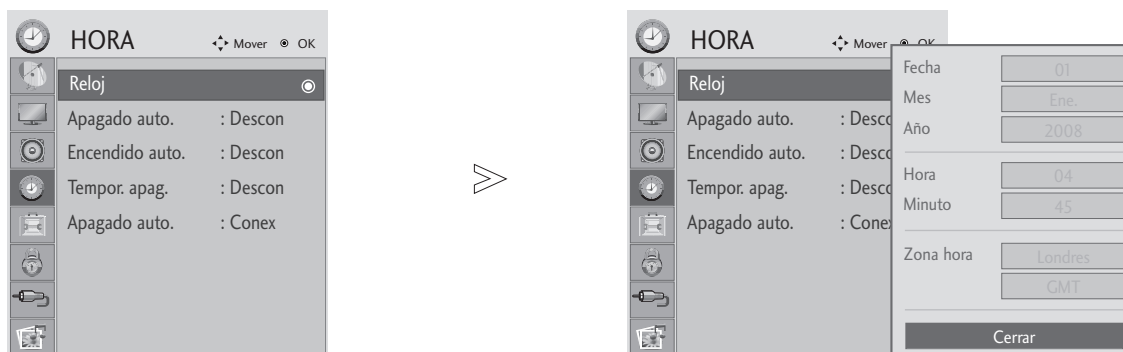 HORA
Mover OK
Reloj
Apagado auto. : Descon
Encendido auto. : Descon
Tempor. apag. : Descon
Apagado auto. : Conex
HORA
Mover OK
Reloj
Apagado auto. : Desco
Encendido auto. : Desco
Tempor. apag. : Desco
Apagado auto. : Conex
Fecha 01
Mes Ene.
Año 2008
Hora 04
Minuto 45
Zona hora Londres
GMT
Cerrar